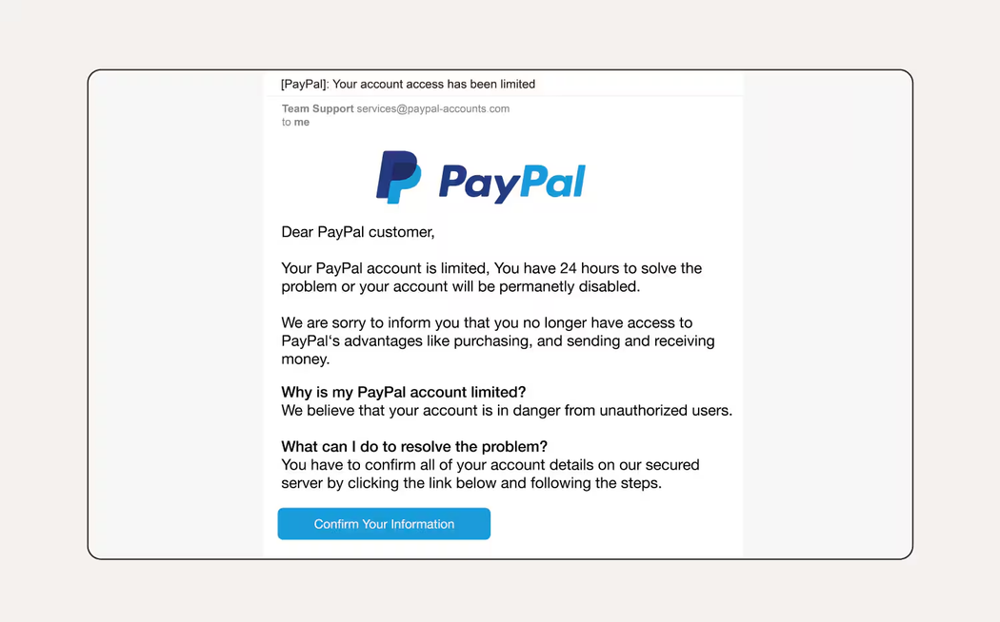 [PayPal]: Your account access has been limited
Team Support services@paypal-accounts.com
to me
PayPal
Dear PayPal customer,
Your PayPal account is limited, You have 24 hours to solve the
problem or your account will be permanetly disabled.
We are sorry to inform you that you no longer have access to
PayPal‘s advantages like purchasing, and sending and receiving
money.
Why is my PayPal account limited?
We believe that your account is in danger from unauthorized users.
What can I do to resolve the problem?
You have to confirm all of your account details on our secured
server by clicking the link below and following the steps.
Confirm Your Information